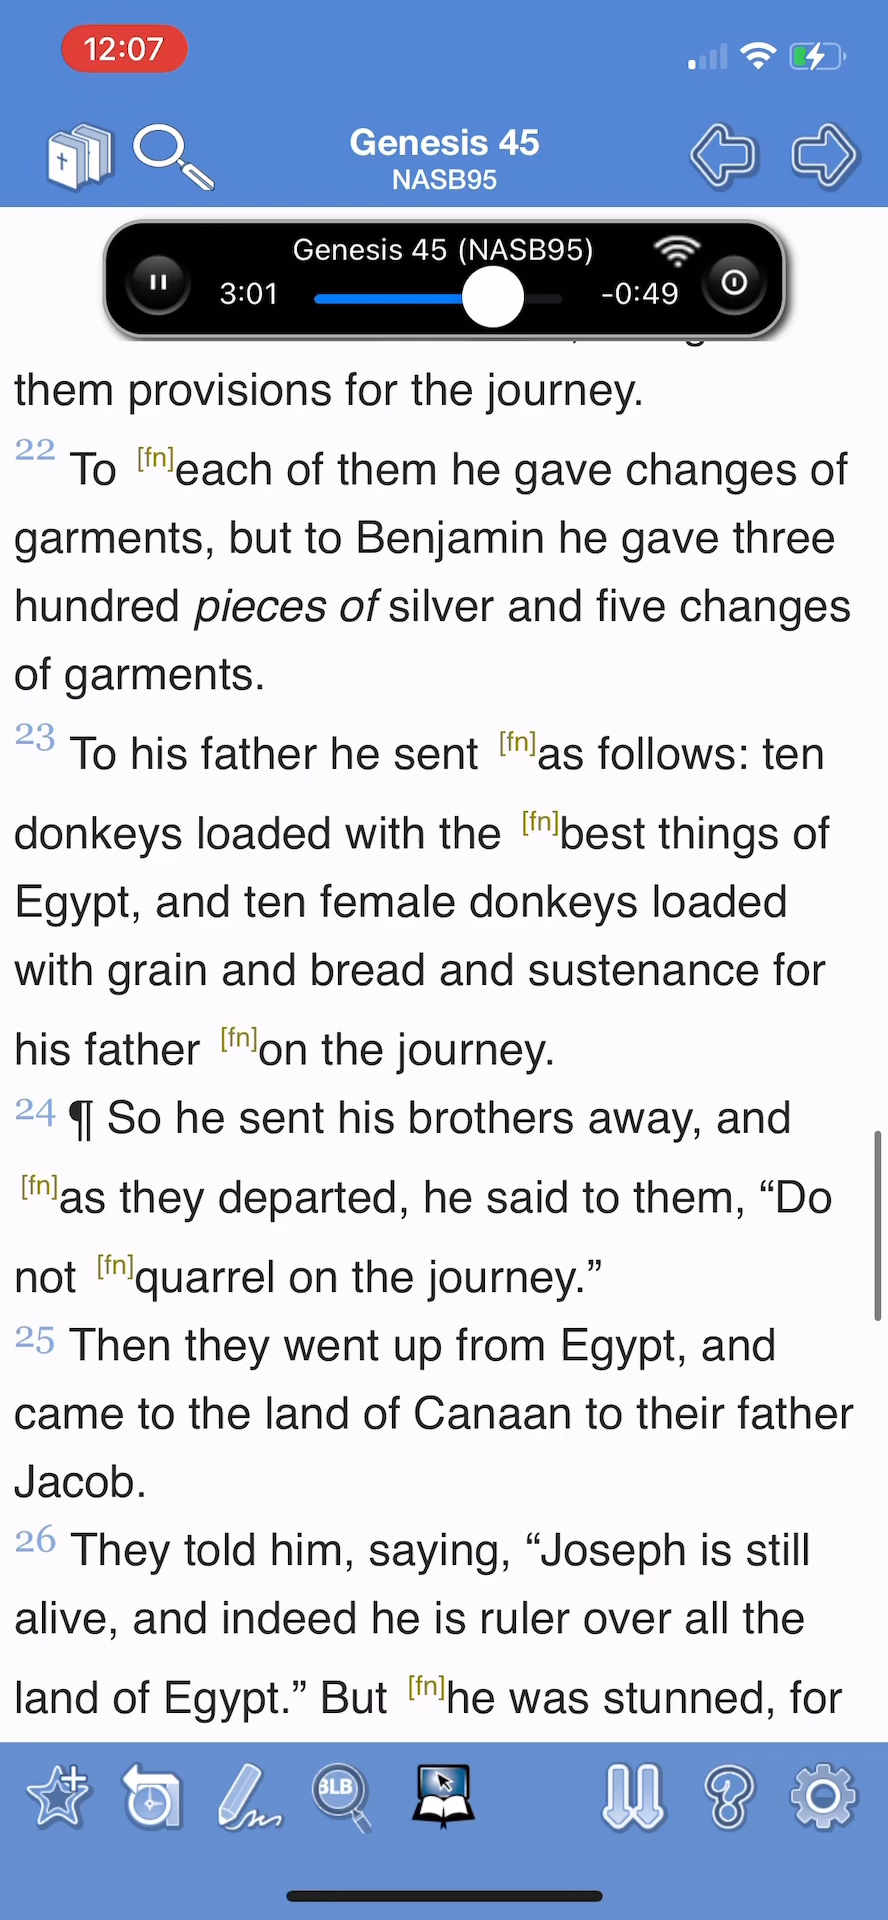 12:07
Genesis 45
NASB95
Genesis 45 (NASB95)
3:01
-0:49
them provisions for the journey.
22 To [fn]each of them he gave changes of
garments, but to Benjamin he gave three
hundred pieces of silver and five changes
of garments.
23 To his father he sent [fn]as follows: ten
donkeys loaded with the [fn]best things of
Egypt, and ten female donkeys loaded
with grain and bread and sustenance for
his father [fn]on the journey.
24 ¶ So he sent his brothers away, and
[fn]as they departed, he said to them, “Do
not [fn]quarrel on the journey.”
25 Then they went up from Egypt, and
came to the land of Canaan to their father
Jacob.
26 They told him, saying, “Joseph is still
alive, and indeed he is ruler over all the
land of Egypt.” But [fn]he was stunned, for
BLB